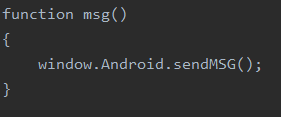 function msg()
{
    window.Android.sendMSG();
}